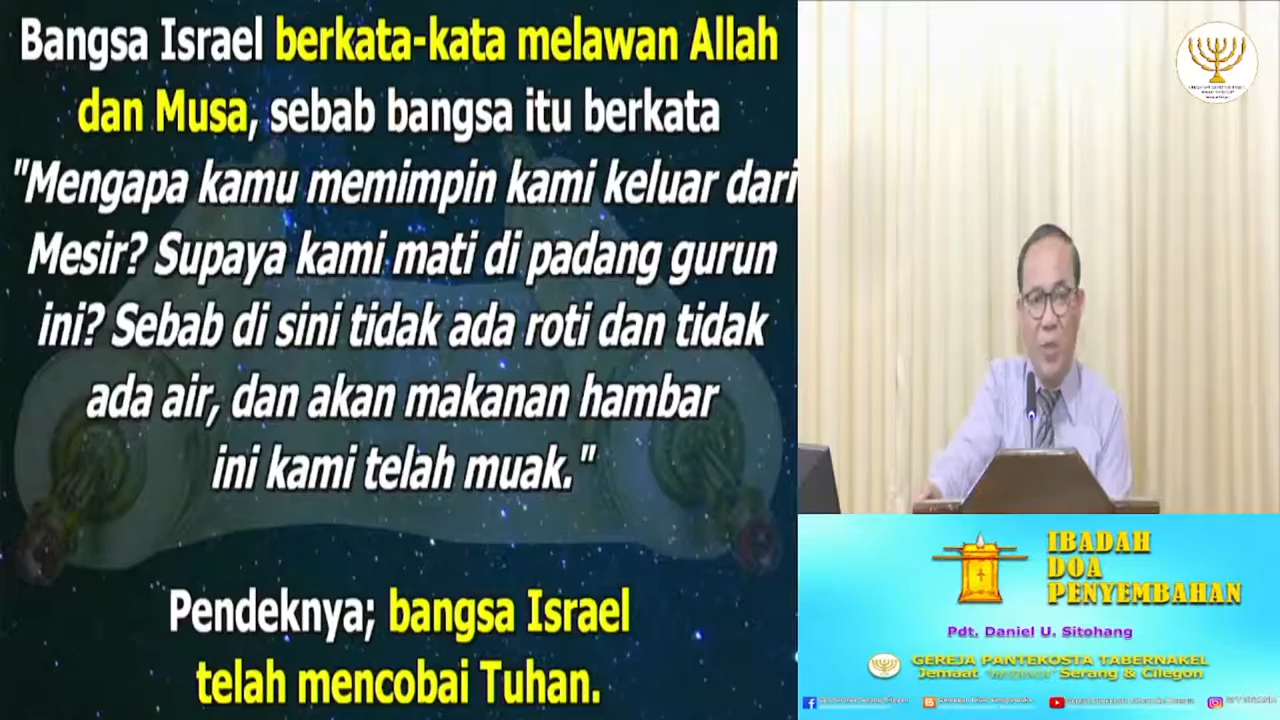 Bangsa Israel berkata-kata melawan Allah
dan Musa, sebab bangsa itu berkata
"Mengapa kamu memimpin kami keluar dari
Mesir? Supaya kami mati di padang gurun
ini? Sebab di sini tidak ada roti dan tidak
ada air, dan akan makanan hambar
ini kami telah muak."
Pendeknya; bangsa Israel
telah mencobai Tuhan.
IBADAH
DOA
PENYEMBAHAN
Pdt. Daniel U. Sitohang
GEREJA PANTEKOSTA TABERNAKEL
Jemaat Serang & Cilegon